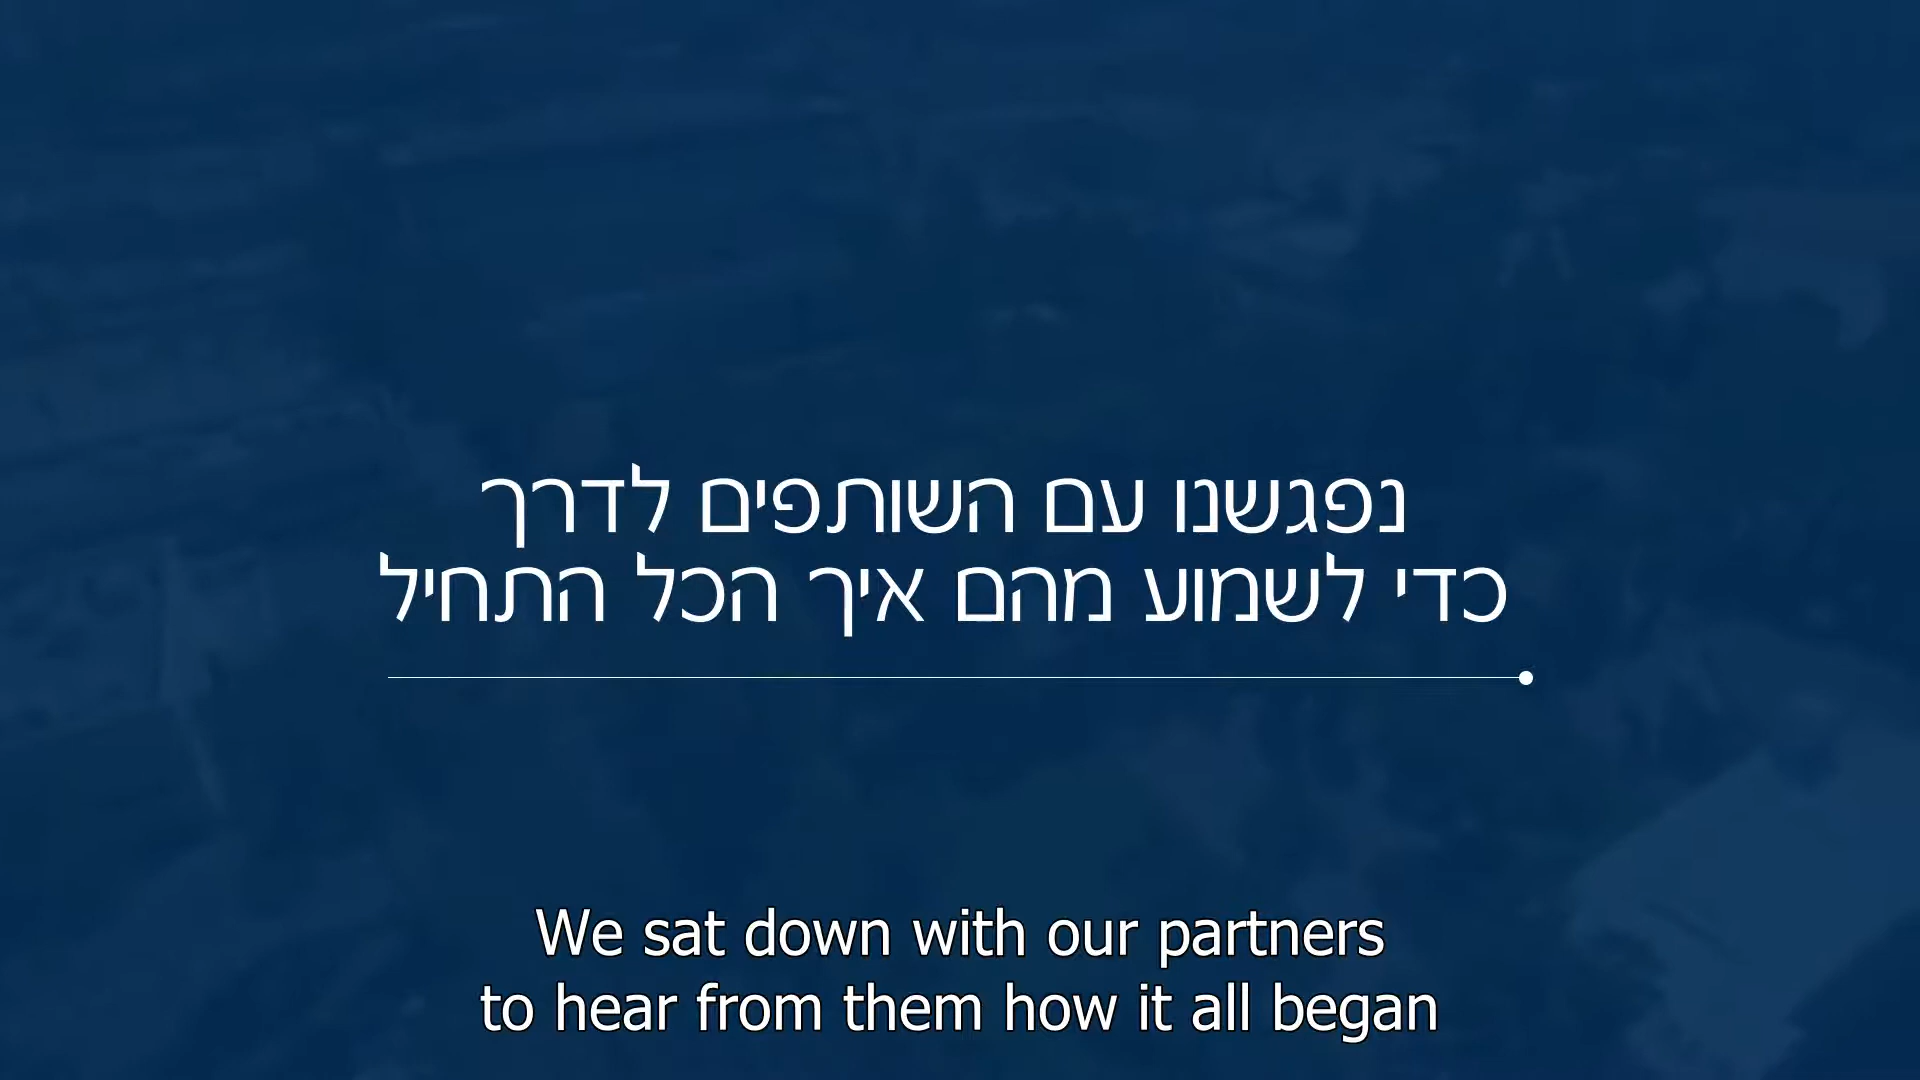 נפגשנו עם השותפים לדרך
כדי לשמוע מהם איך הכל התחיל
We sat down with our partners
to hear from them how it all began